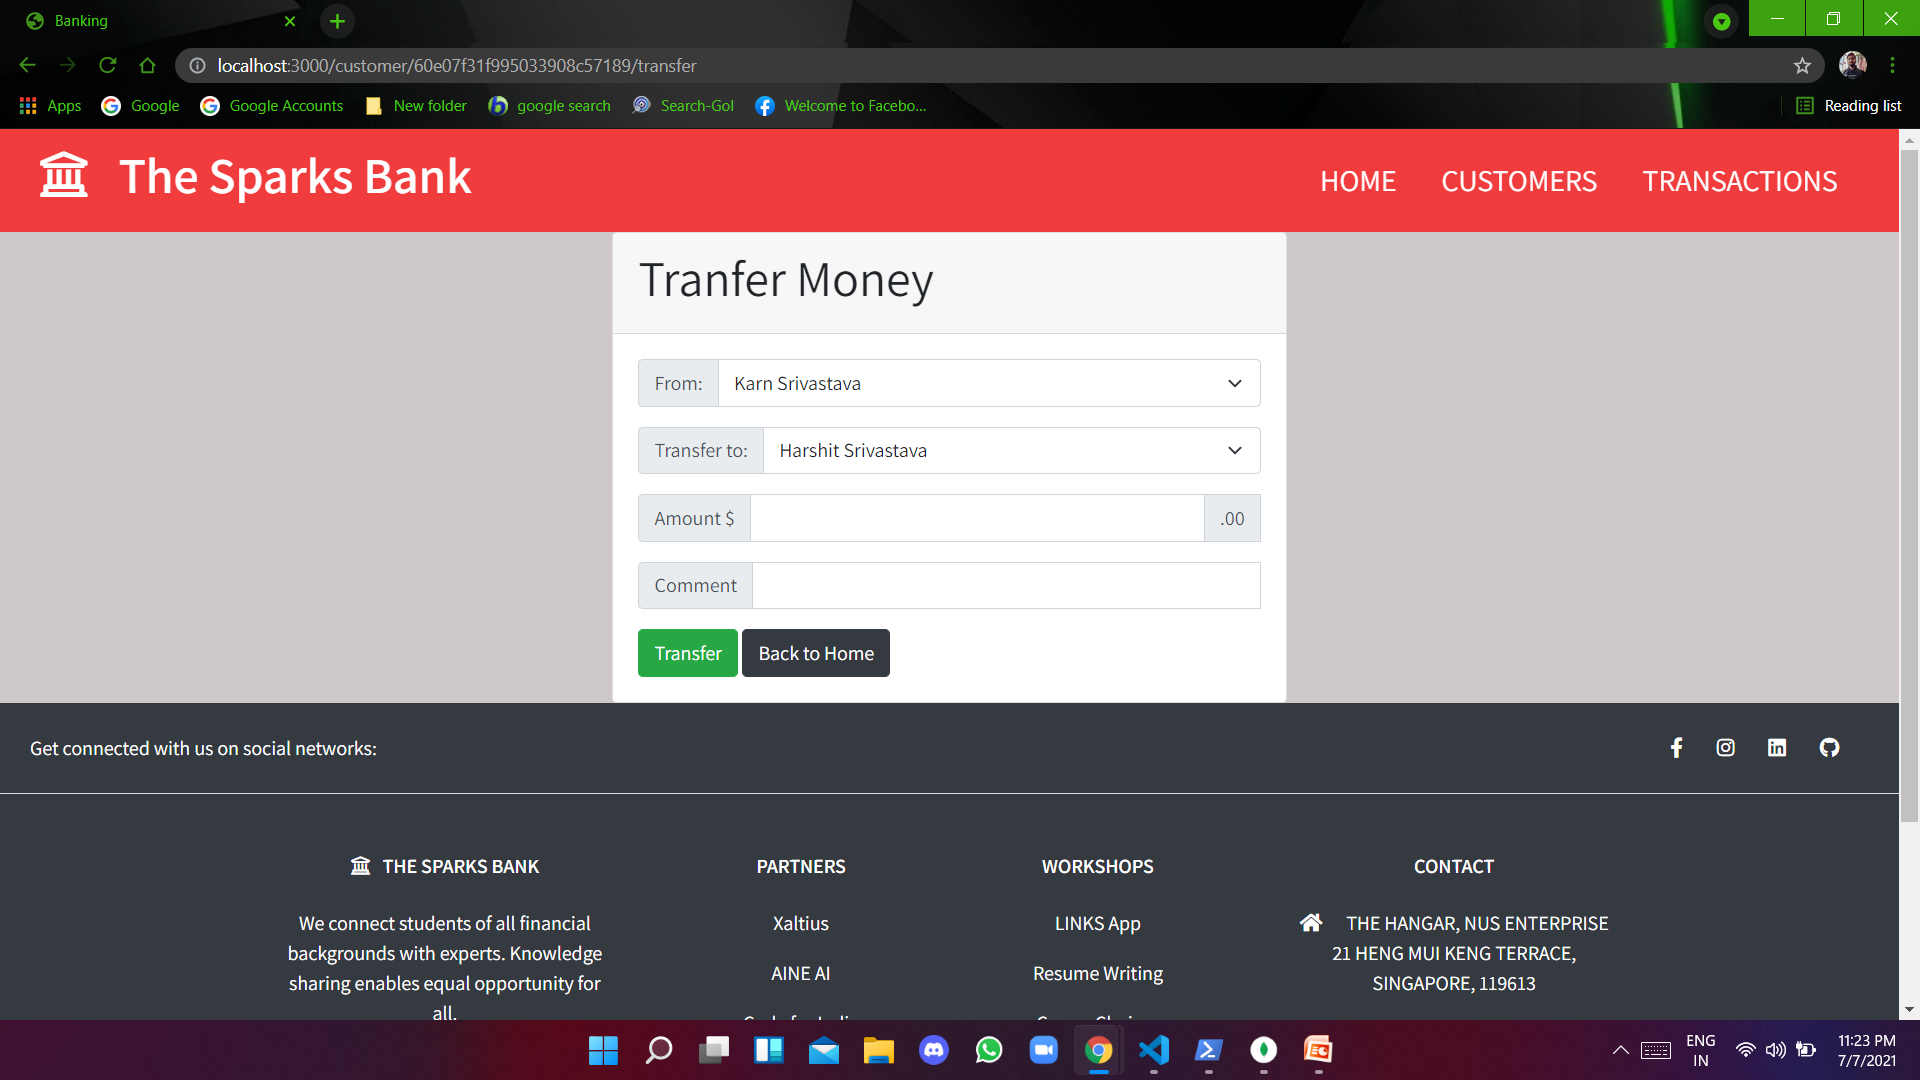 Banking
localhost:3000/customer/60e07f31f995033908c57189/transfer
Apps Google Google Accounts New folder google search Search-Gol Welcome to Facebo... Reading list
The Sparks Bank HOME CUSTOMERS TRANSACTIONS
Tranfer Money
From: Karn Srivastava
Transfer to: Harshit Srivastava
Amount $ .00
Comment
Transfer Back to Home
Get connected with us on social networks:
THE SPARKS BANK
We connect students of all financial
backgrounds with experts. Knowledge
sharing enables equal opportunity for
all.
PARTNERS
Xaltius
AINE AI
WORKSHOPS
LINKS App
Resume Writing
CONTACT
THE HANGAR, NUS ENTERPRISE
21 HENG MUI KENG TERRACE,
SINGAPORE, 119613
ENG
IN
11:23 PM
7/7/2021